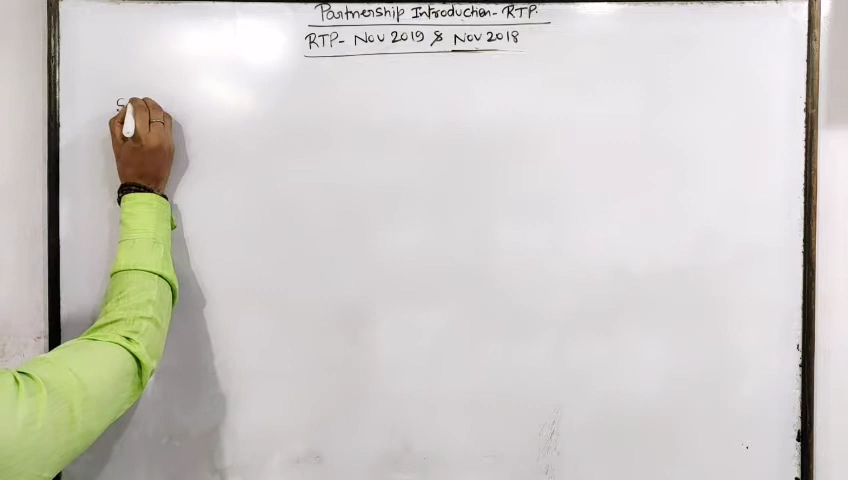 Partnership Introduction - RTP.
RTP - Nov 2019 & Nov 2018
S